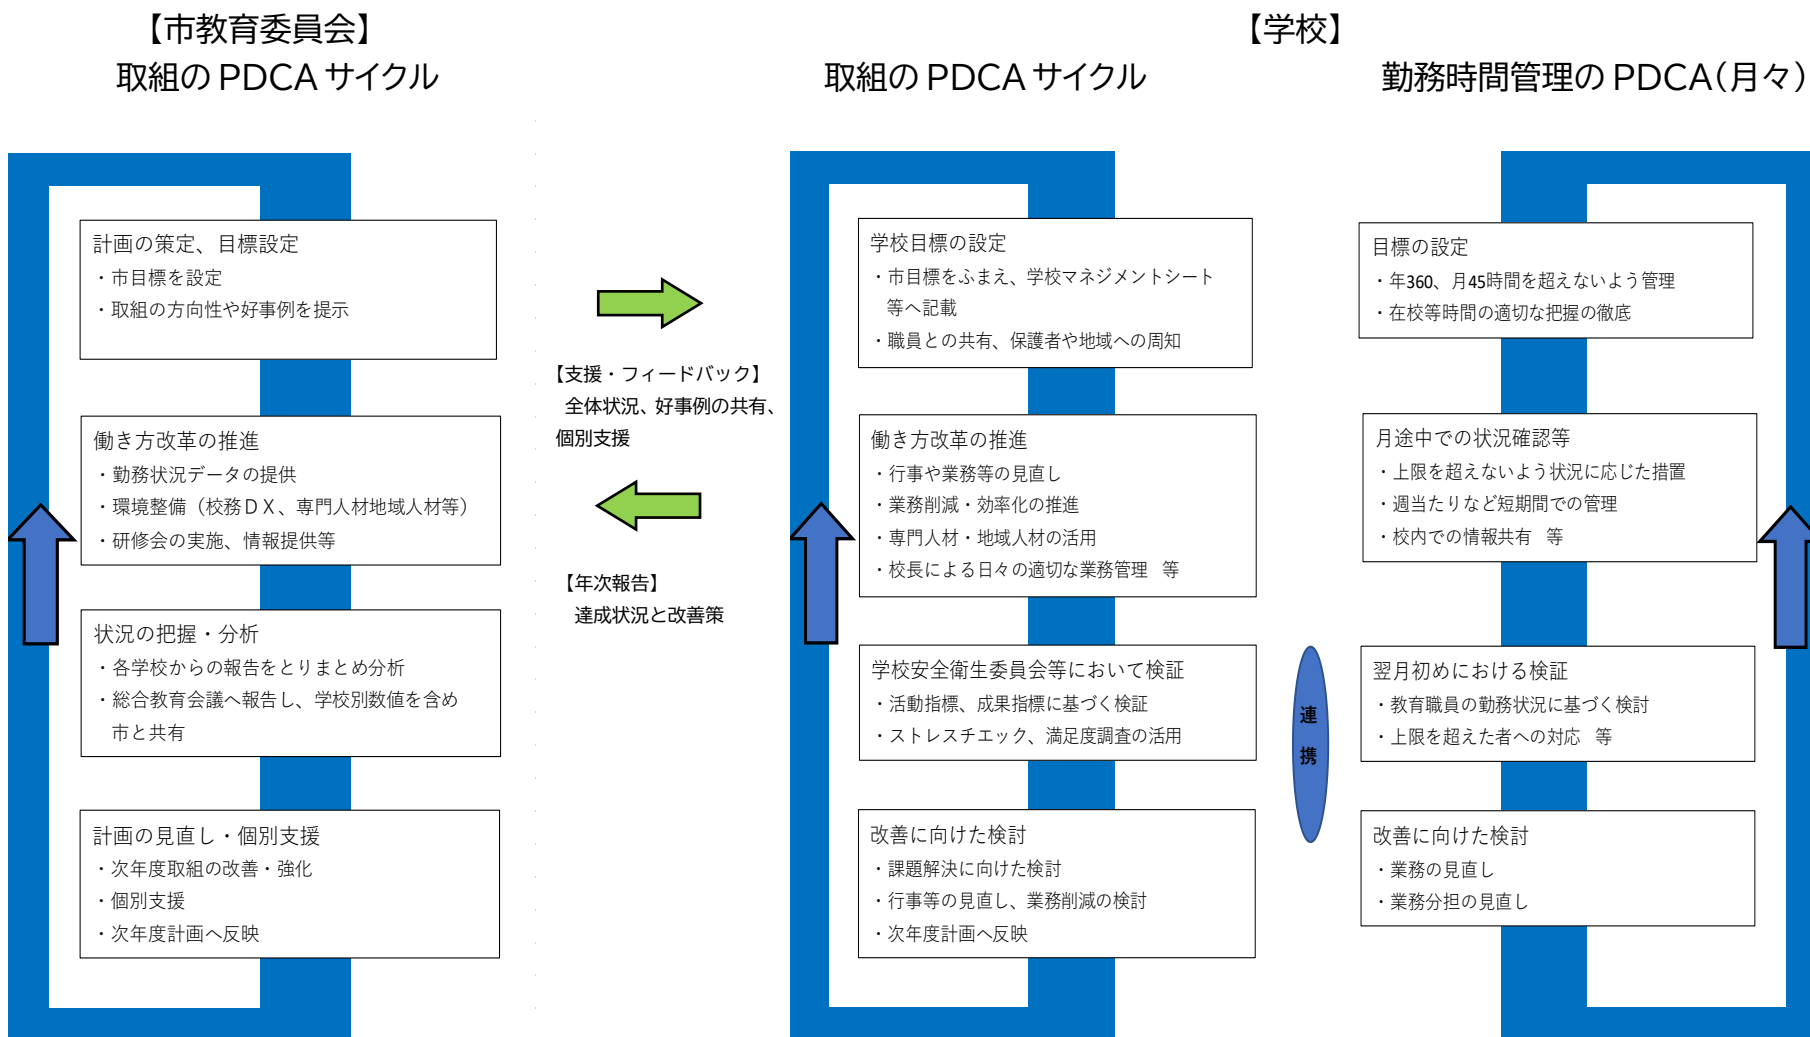 【市教育委員会】
取組の PDCA サイクル
計画の策定、目標設定
・市目標を設定
・取組の方向性や好事例を提示
働き方改革の推進
・勤務状況データの提供
・環境整備（校務ＤＸ、専門人材地域人材等）
・研修会の実施、情報提供等
状況の把握・分析
・各学校からの報告をとりまとめ分析
・総合教育会議へ報告し、学校別数値を含め
市と共有
計画の見直し・個別支援
・次年度取組の改善・強化
・個別支援
・次年度計画へ反映
【支援・フィードバック】
全体状況、好事例の共有、
個別支援
【年次報告】
達成状況と改善策
【学校】
取組の PDCA サイクル
学校目標の設定
・市目標をふまえ、学校マネジメントシート
等へ記載
・職員との共有、保護者や地域への周知
働き方改革の推進
・行事や業務等の見直し
・業務削減・効率化の推進
・専門人材・地域人材の活用
・校長による日々の適切な業務管理　等
学校安全衛生委員会等において検証
・活動指標、成果指標に基づく検証
・ストレスチエック、満足度調査の活用
改善に向けた検討
・課題解決に向けた検討
・行事等の見直し、業務削減の検討
・次年度計画へ反映
連
携
勤務時間管理の PDCA（月々）
目標の設定
・年360、月45時間を超えないよう管理
・在校等時間の適切な把握の徹底
月途中での状況確認等
・上限を超えないよう状況に応じた措置
・週当たりなど短期間での管理
・校内での情報共有　等
翌月初めにおける検証
・教育職員の勤務状況に基づく検討
・上限を超えた者への対応　等
改善に向けた検討
・業務の見直し
・業務分担の見直し